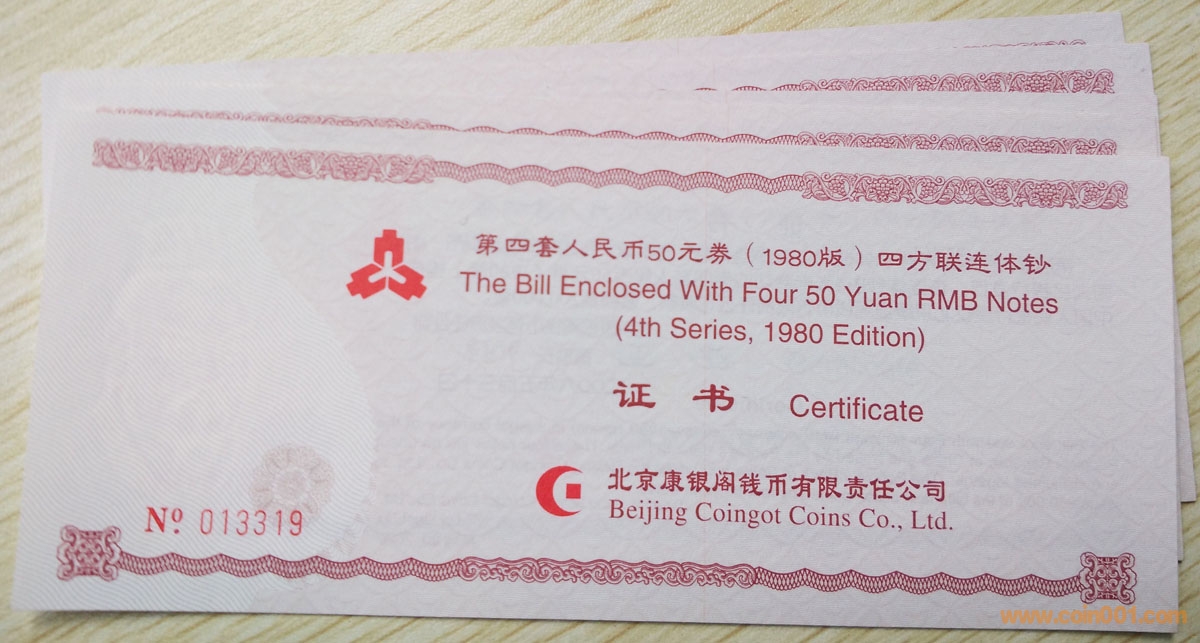 第四套人民币50元券（1980版）四方联连体钞
The Bill Enclosed With Four 50 Yuan RMB Notes
(4th Series, 1980 Edition)
证 书 Certificate
北京康银阁钱币有限责任公司
Beijing Coingot Coins Co., Ltd.
Nº 013319
www.coin001.com